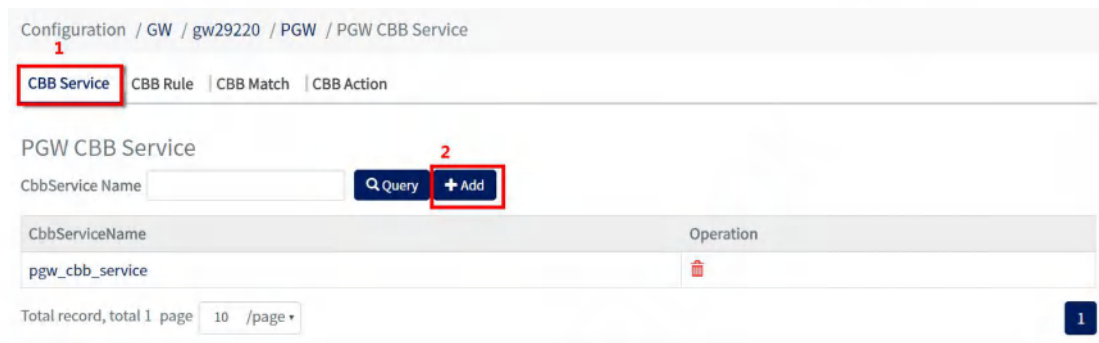 Configuration / GW / gw29220 / PGW / PGW CBB Service
1
CBB Service CBB Rule | CBB Match | CBB Action
PGW CBB Service
2
CbbService Name Query + Add
CbbServiceName Operation
pgw_cbb_service
Total record, total 1 page 10 /page
1